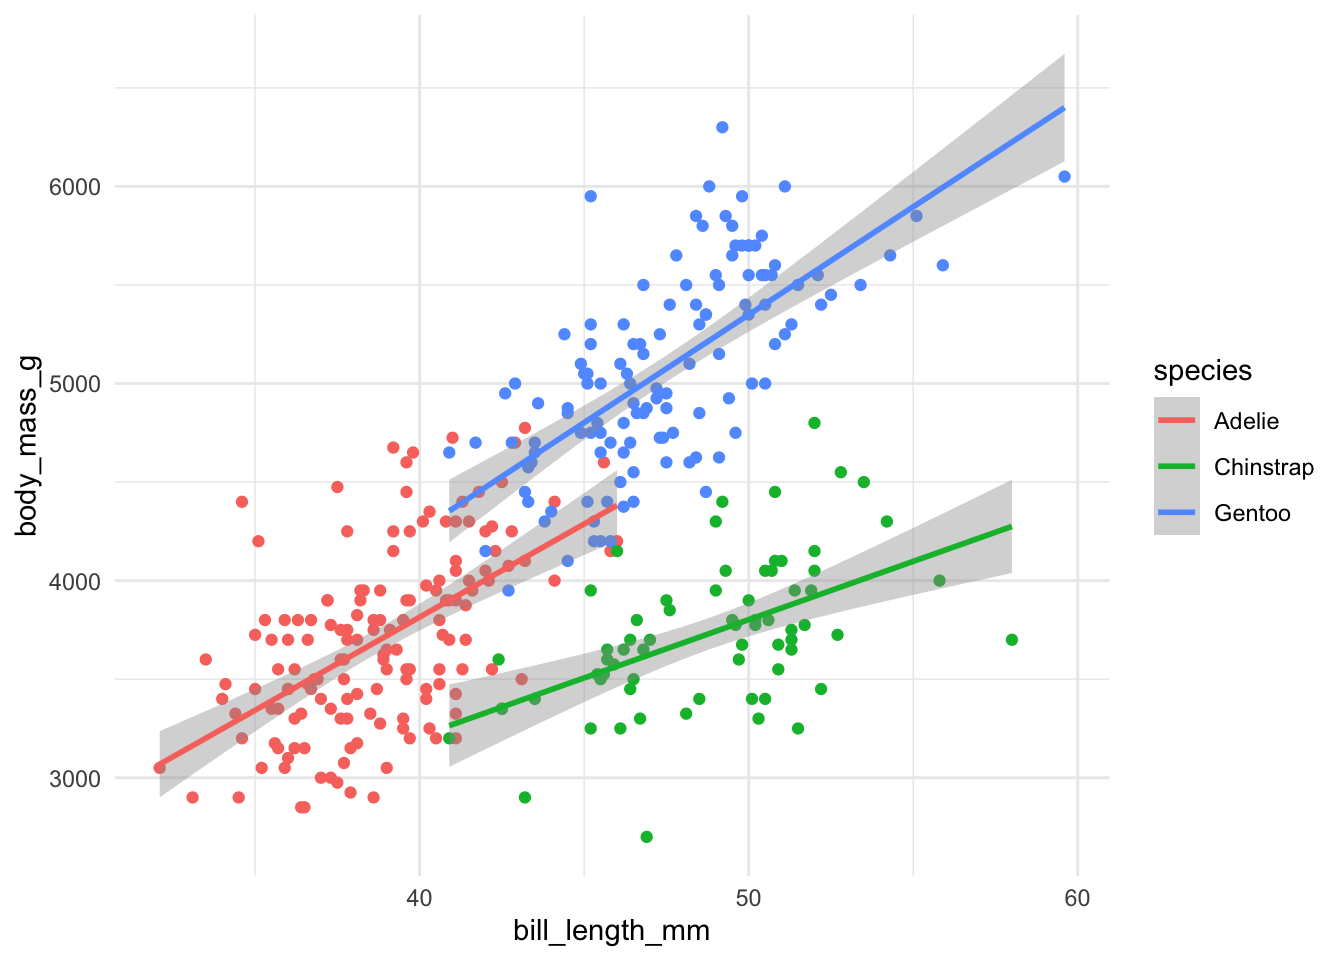 body_mass_g
6000
5000
4000
3000
40
50
60
bill_length_mm
species
Adelie
Chinstrap
Gentoo